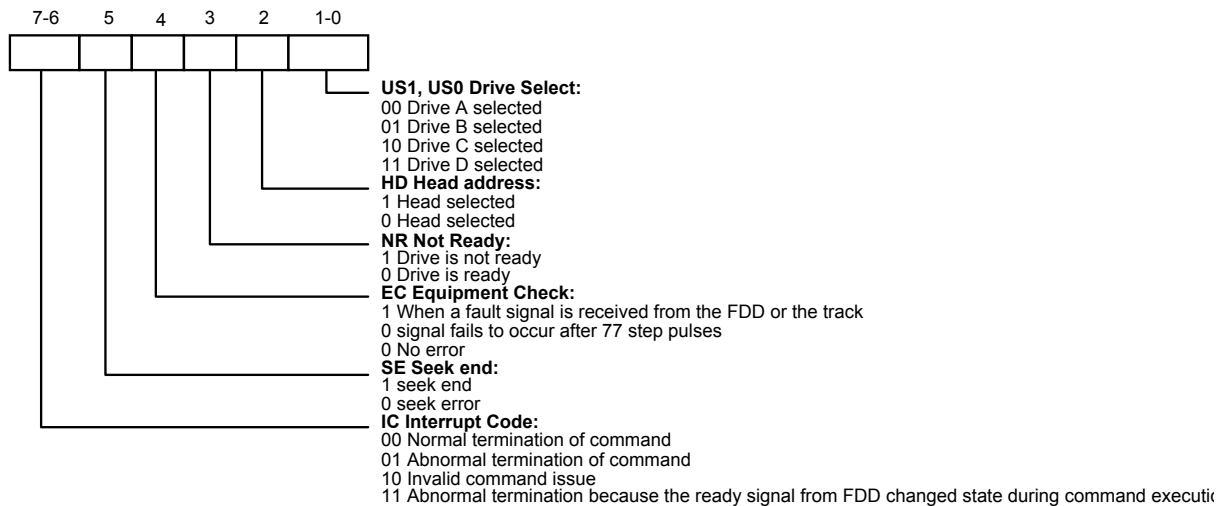 7-6 5 4 3 2 1-0
US1, US0 Drive Select:
00 Drive A selected
01 Drive B selected
10 Drive C selected
11 Drive D selected
HD Head address:
1 Head selected
0 Head selected
NR Not Ready:
1 Drive is not ready
0 Drive is ready
EC Equipment Check:
1 When a fault signal is received from the FDD or the track
0 signal fails to occur after 77 step pulses
0 No error
SE Seek end:
1 seek end
0 seek error
IC Interrupt Code:
00 Normal termination of command
01 Abnormal termination of command
10 Invalid command issue
11 Abnormal termination because the ready signal from FDD changed state during command